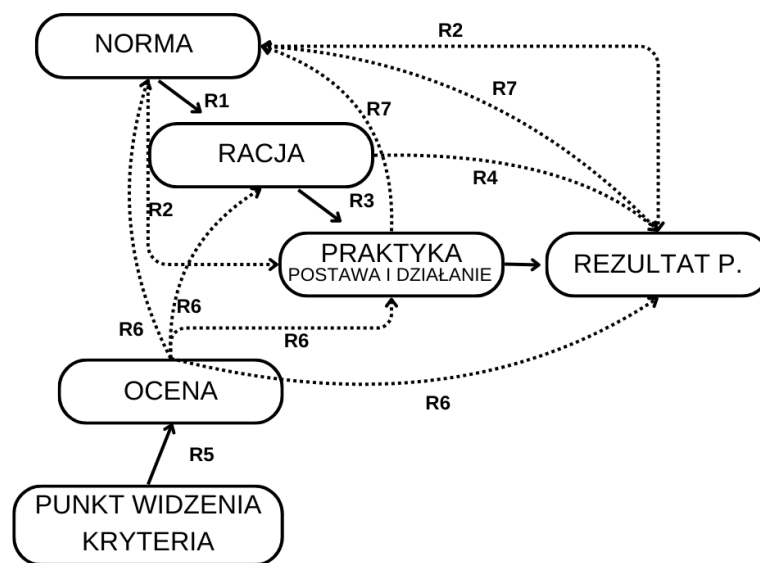 NORMA
R2
R1
R7
R7
RACJA
R4
R3
R2
PRAKTYKA
POSTAWA I DZIAŁANIE
REZULTAT P.
R6
R6
R6
OCENA
R6
R5
PUNKT WIDZENIA
KRYTERIA